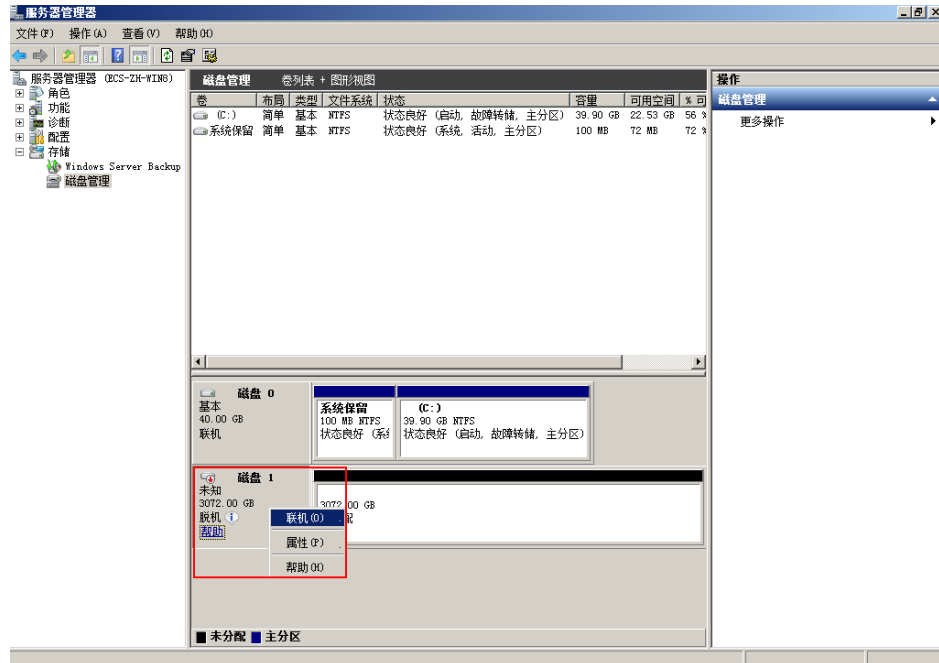 服务器管理器
文件(F) 操作(A) 查看(V) 帮助(H)
服务器管理器 (ECS-ZH-WIN8)
角色
功能
诊断
配置
存储
Windows Server Backup
磁盘管理
磁盘管理 卷列表 + 图形视图
卷 布局 类型 文件系统 状态 容量 可用空间 % 可
(C:) 简单 基本 NTFS 状态良好 (启动, 故障转储, 主分区) 39.90 GB 22.53 GB 56 %
系统保留 简单 基本 NTFS 状态良好 (系统, 活动, 主分区) 100 MB 72 MB 72 %
磁盘 0
基本
40.00 GB
联机
系统保留
100 MB NTFS
状态良好 (系
(C:)
39.90 GB NTFS
状态良好 (启动, 故障转储, 主分区)
磁盘 1
未知
3072.00 GB
脱机
帮助
3072.00 GB
联机(O)
属性(P)
帮助(H)
未分配 主分区
操作
磁盘管理
更多操作